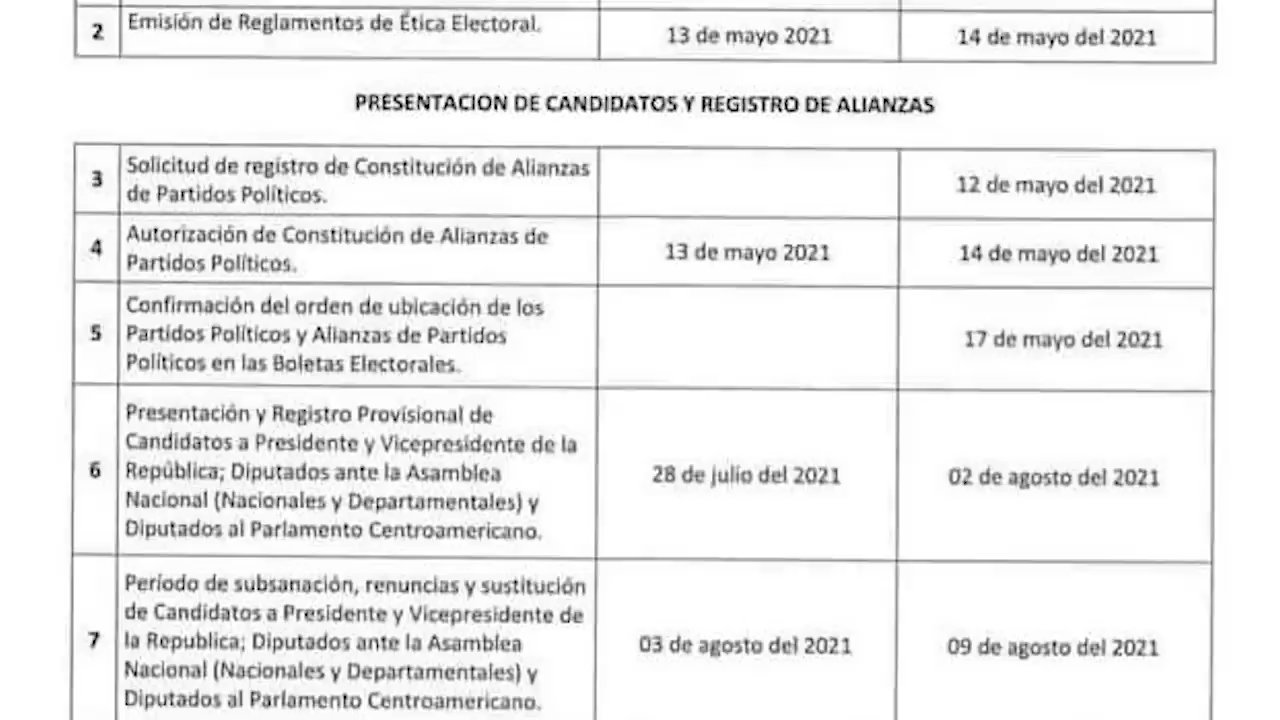 2
Emisión de Reglamentos de Ética Electoral.
13 de mayo 2021
14 de mayo del 2021
PRESENTACION DE CANDIDATOS Y REGISTRO DE ALIANZAS
3
Solicitud de registro de Constitución de Alianzas
de Partidos Políticos.
12 de mayo del 2021
4
Autorización de Constitución de Alianzas de
Partidos Políticos.
13 de mayo 2021
14 de mayo del 2021
5
Confirmación del orden de ubicación de los
Partidos Políticos y Alianzas de Partidos
Políticos en las Boletas Electorales.
17 de mayo del 2021
6
Presentación y Registro Provisional de
Candidatos a Presidente y Vicepresidente de la
República; Diputados ante la Asamblea
Nacional (Nacionales y Departamentales) y
Diputados al Parlamento Centroamericano.
28 de julio del 2021
02 de agosto del 2021
7
Período de subsanación, renuncias y sustitución
de Candidatos a Presidente y Vicepresidente de
la Republica; Diputados ante la Asamblea
Nacional (Nacionales y Departamentales) y
Diputados al Parlamento Centroamericano.
03 de agosto del 2021
09 de agosto del 2021